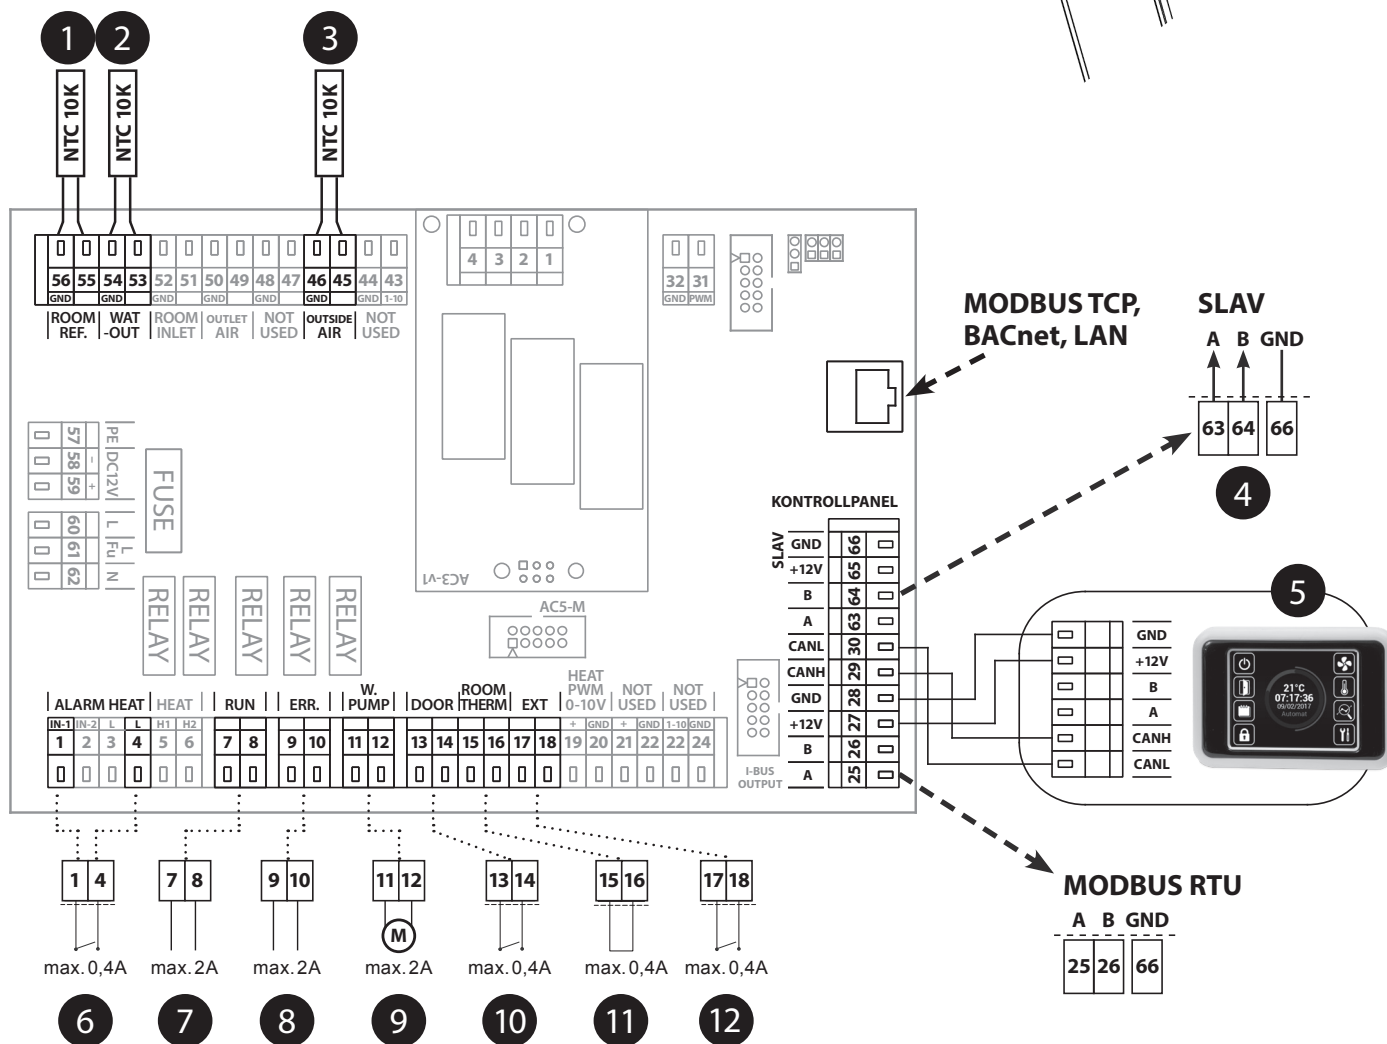 1 2 3
NTC 10K NTC 10K NTC 10K
4 3 2 1
56 55 54 53 52 51 50 49 48 47 46 45 44 43
GND GND GND GND GND GND GND 1-10
ROOM REF. WAT -OUT ROOM INLET OUTLET AIR NOT USED OUTSIDE AIR NOT USED
32 31
GND PWM
MODBUS TCP,
BACnet, LAN
SLAV
A B GND
63 64 66
4
57 PE
58 - DC12V
59 +
60 L
61 Fu L
62 N
FUSE
RELAY RELAY RELAY RELAY RELAY
AC3-v1
AC5-M
KONTROLLPANEL
SLAV
GND 66
+12V 65
B 64
A 63
CANL 30
CANH 29
GND 28
+12V 27
B 26
A 25
I-BUS
OUTPUT
5
GND
+12V
B
A
CANH
CANL
21°C
07:17:36
09/02/2017
Automat
ALARM HEAT HEAT RUN ERR. W. PUMP DOOR ROOM THERM EXT HEAT PWM 0-10V NOT USED NOT USED
IN-1 IN-2 L L H1 H2 + GND + GND 1-10 GND
1 2 3 4 5 6 7 8 9 10 11 12 13 14 15 16 17 18 19 20 21 22 22 24
1 4 7 8 9 10 11 12 13 14 15 16 17 18
M
max. 0,4A max. 2A max. 2A max. 2A max. 0,4A max. 0,4A max. 0,4A
6 7 8 9 10 11 12
MODBUS RTU
A B GND
25 26 66